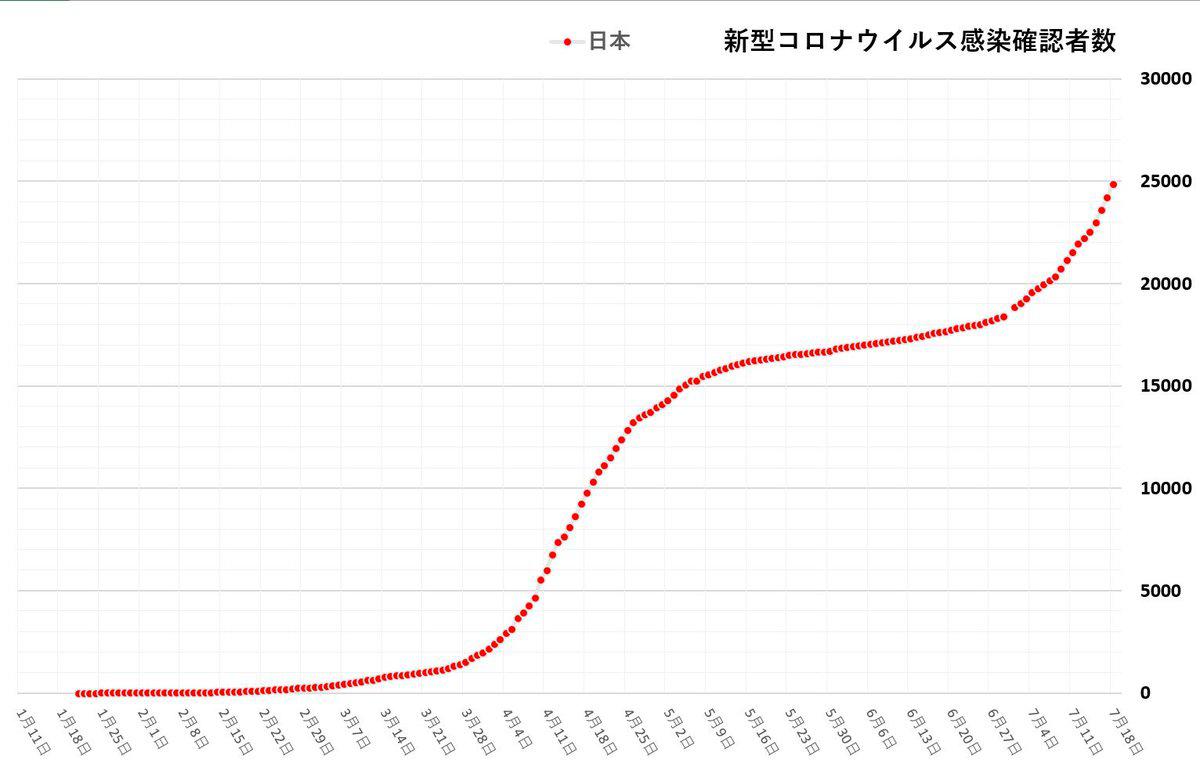 日本
新型コロナウイルス感染確認者数
30000
25000
20000
15000
10000
5000
0
1月11日
1月18日
1月25日
2月1日
2月8日
2月15日
2月22日
2月29日
3月7日
3月14日
3月21日
3月28日
4月4日
4月11日
4月18日
4月25日
5月2日
5月9日
5月16日
5月23日
5月30日
6月6日
6月13日
6月20日
6月27日
7月4日
7月11日
7月18日